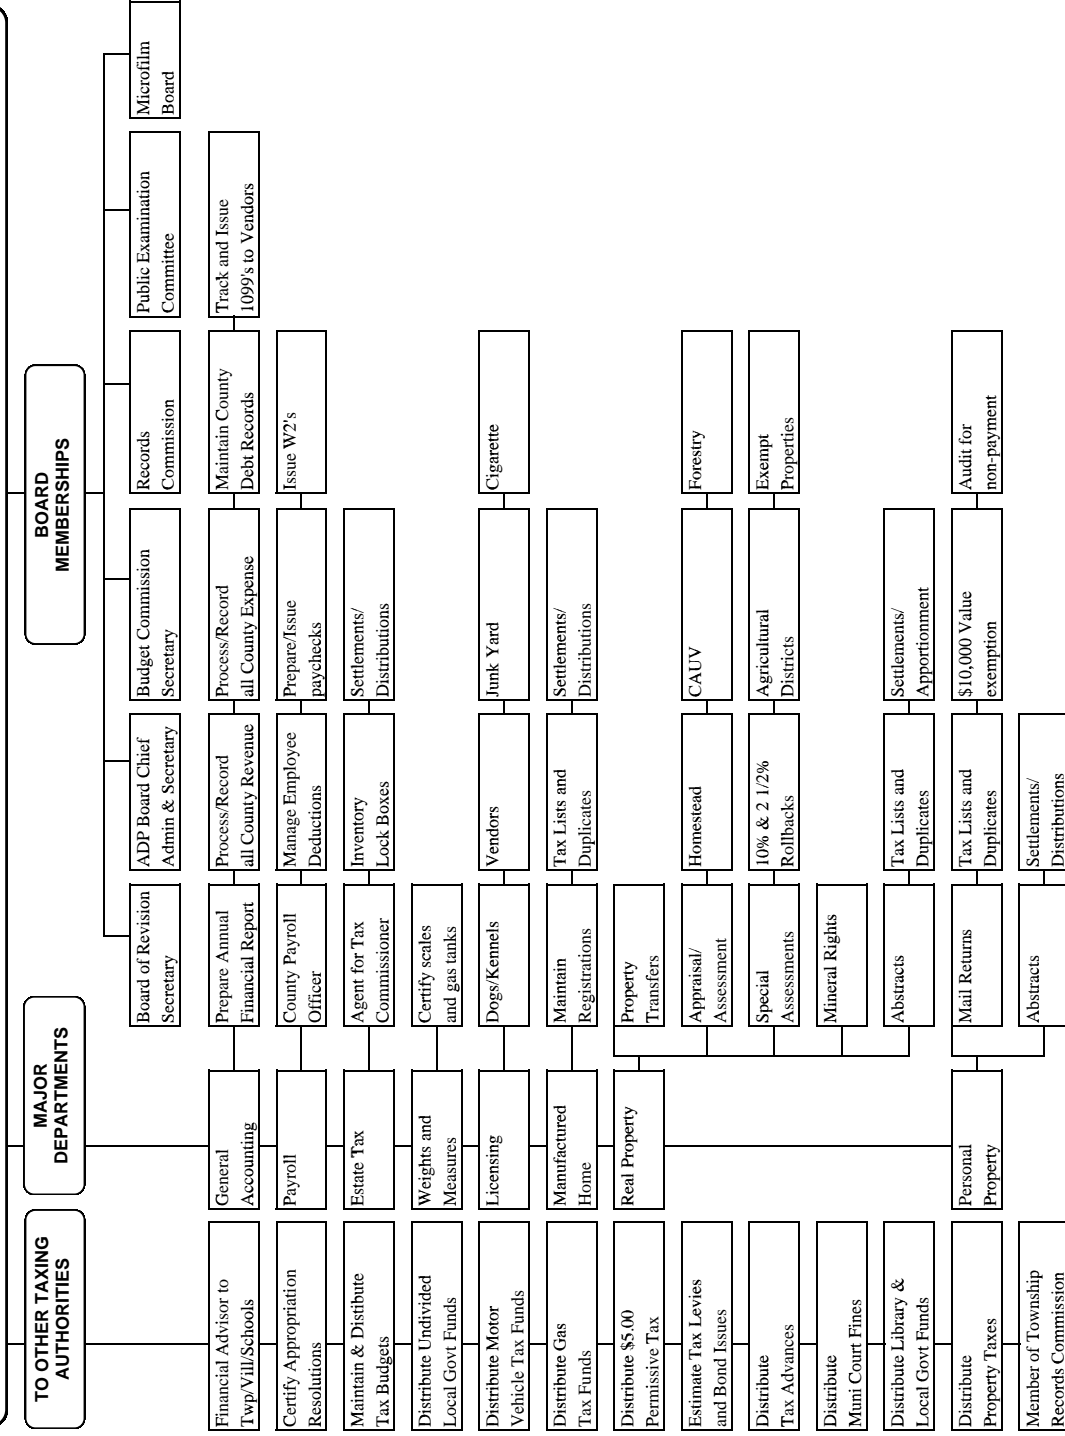 TO OTHER TAXING
AUTHORITIES
MAJOR
DEPARTMENTS
BOARD
MEMBERSHIPS
Board of Revision
Secretary
ADP Board Chief
Admin & Secretary
Budget Commission
Secretary
Records
Commission
Public Examination
Committee
Microfilm
Board
Financial Advisor to
Twp/Vill/Schools
General
Accounting
Prepare Annual
Financial Report
Process/Record
all County Revenue
Process/Record
all County Expense
Maintain County
Debt Records
Track and Issue
1099's to Vendors
Certify Appropriation
Resolutions
Payroll
County Payroll
Officer
Manage Employee
Deductions
Prepare/Issue
paychecks
Issue W2's
Maintain & Distibute
Tax Budgets
Estate Tax
Agent for Tax
Commissioner
Inventory
Lock Boxes
Settlements/
Distributions
Distribute Undivided
Local Govt Funds
Weights and
Measures
Certify scales
and gas tanks
Distribute Motor
Vehicle Tax Funds
Licensing
Dogs/Kennels
Vendors
Junk Yard
Cigarette
Distribute Gas
Tax Funds
Manufactured
Home
Maintain
Registrations
Tax Lists and
Duplicates
Settlements/
Distributions
Distribute $5.00
Permissive Tax
Real Property
Property
Transfers
Estimate Tax Levies
and Bond Issues
Appraisal/
Assessment
Homestead
CAUV
Forestry
Distribute
Tax Advances
Special
Assessments
10% & 2 1/2%
Rollbacks
Agricultural
Districts
Exempt
Properties
Distribute
Muni Court Fines
Mineral Rights
Distribute Library &
Local Govt Funds
Abstracts
Tax Lists and
Duplicates
Settlements/
Apportionment
Distribute
Property Taxes
Personal
Property
Mail Returns
Tax Lists and
Duplicates
$10,000 Value
exemption
Audit for
non-payment
Member of Township
Records Commission
Abstracts
Settlements/
Distributions